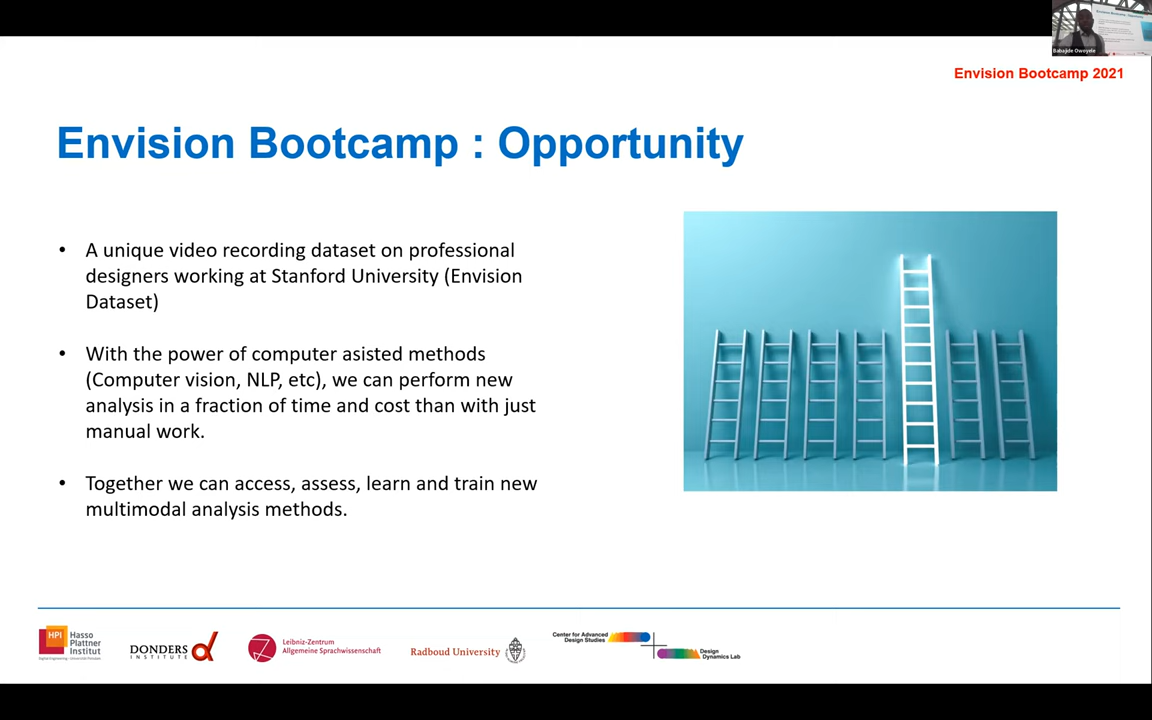 Babajide Owoyele
Envision Bootcamp 2021
Envision Bootcamp : Opportunity
• A unique video recording dataset on professional
designers working at Stanford University (Envision
Dataset)
• With the power of computer asisted methods
(Computer vision, NLP, etc), we can perform new
analysis in a fraction of time and cost than with just
manual work.
• Together we can access, assess, learn and train new
multimodal analysis methods.
HPI
Hasso
Plattner
Institut
DONDERS
INSTITUTE
Leibniz-Zentrum
Allgemeine Sprachwissenschaft
Radboud University
Center for Advanced
Design Studies
Design
Dynamics Lab